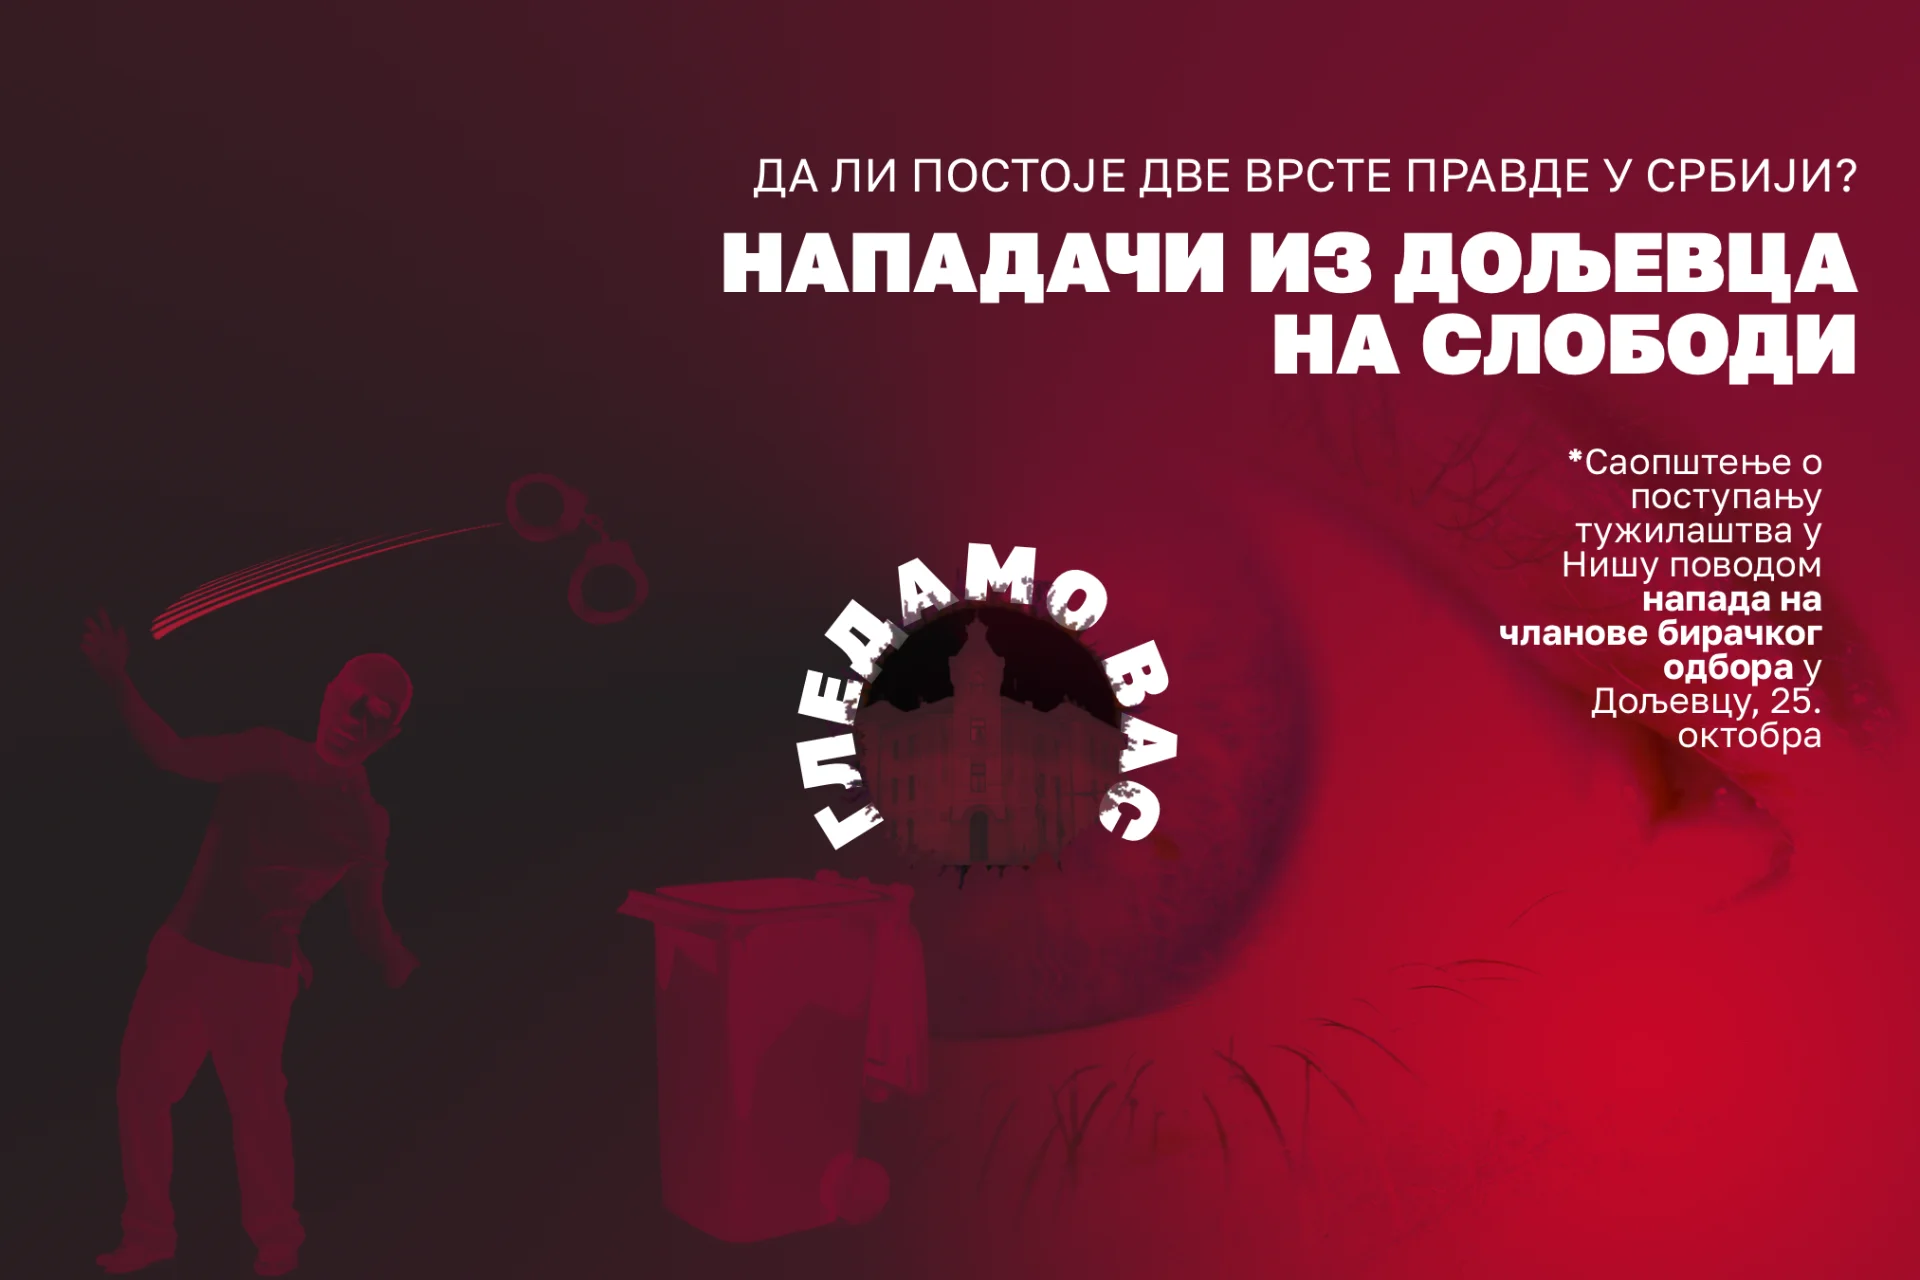 ДА ЛИ ПОСТОЈЕ ДВЕ ВРСТЕ ПРАВДЕ У СРБИЈИ?
НАПАДАЧИ ИЗ ДОЉЕВЦА
НА СЛОБОДИ
*Саопштење о
поступању
тужилаштва у
Нишу поводом
напада на
чланове бирачког
одбора у
Дољевцу, 25.
октобра
ГЛЕДАМО ВАС